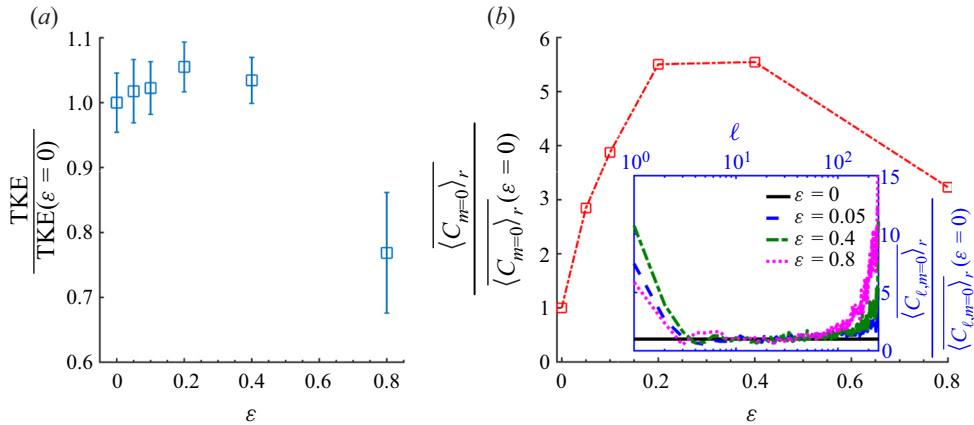 (a)
(b)
TKE
TKE(ε = 0)
1.1
1.0
0.9
0.8
0.7
0.6
0
0.2
0.4
0.6
0.8
ε
⟨C_{m=0}⟩_r
⟨C_{m=0}⟩_r (ε = 0)
6
5
4
3
2
1
0
0
0.2
0.4
0.6
0.8
ε
ℓ
10^0
10^1
10^2
15
10
5
0
ε = 0
ε = 0.05
ε = 0.4
ε = 0.8
⟨C_{ℓ,m=0}⟩_r
⟨C_{ℓ,m=0}⟩_r (ε = 0)